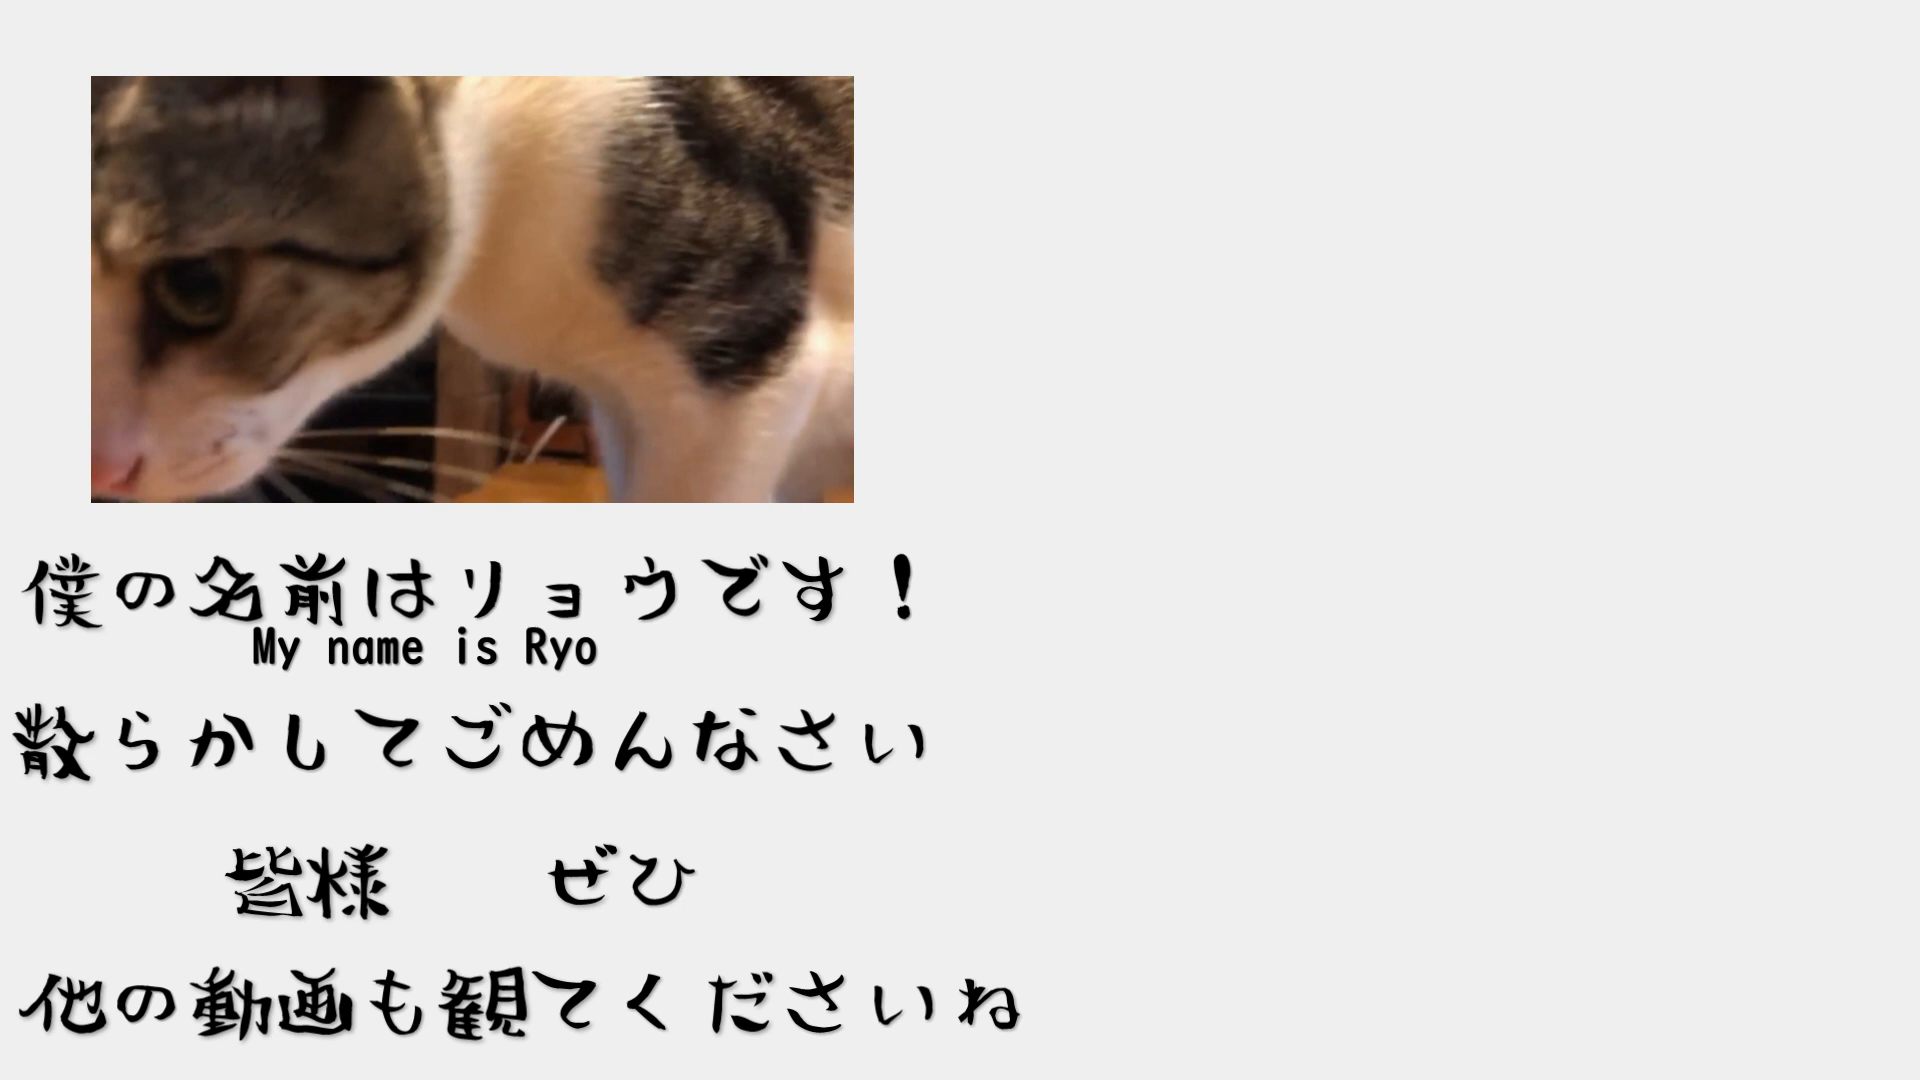 僕の名前はリョウです！
My name is Ryo
散らかしてごめんなさい
皆様　　ぜひ
他の動画も観てくださいね